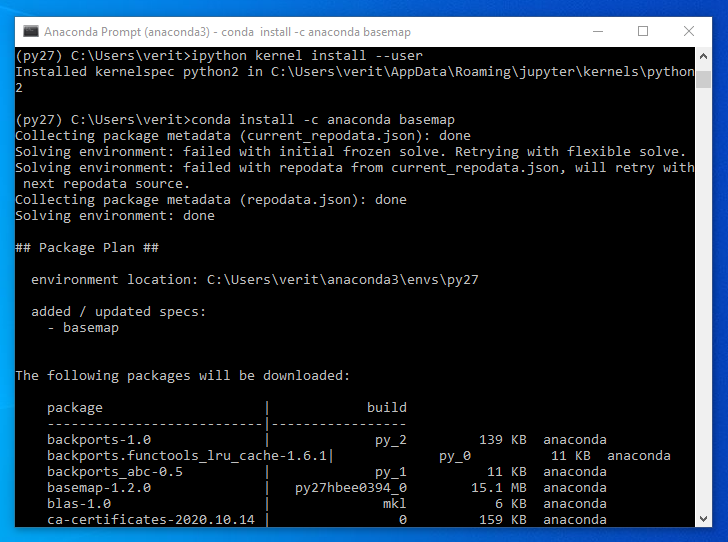 Anaconda Prompt (anaconda3) - conda  install -c anaconda basemap
(py27) C:\Users\verit>ipython kernel install --user
Installed kernelspec python2 in C:\Users\verit\AppData\Roaming\jupyter\kernels\python
2
(py27) C:\Users\verit>conda install -c anaconda basemap
Collecting package metadata (current_repodata.json): done
Solving environment: failed with initial frozen solve. Retrying with flexible solve.
Solving environment: failed with repodata from current_repodata.json, will retry with
 next repodata source.
Collecting package metadata (repodata.json): done
Solving environment: done
## Package Plan ##
  environment location: C:\Users\verit\anaconda3\envs\py27
  added / updated specs:
    - basemap
The following packages will be downloaded:
    package                    |            build
    ---------------------------|-----------------
    backports-1.0              |             py_2         139 KB  anaconda
    backports.functools_lru_cache-1.6.1|             py_0          11 KB  anaconda
    backports_abc-0.5          |             py_1          11 KB  anaconda
    basemap-1.2.0              |   py27hbee0394_0        15.1 MB  anaconda
    blas-1.0                   |              mkl           6 KB  anaconda
    ca-certificates-2020.10.14 |                0         159 KB  anaconda